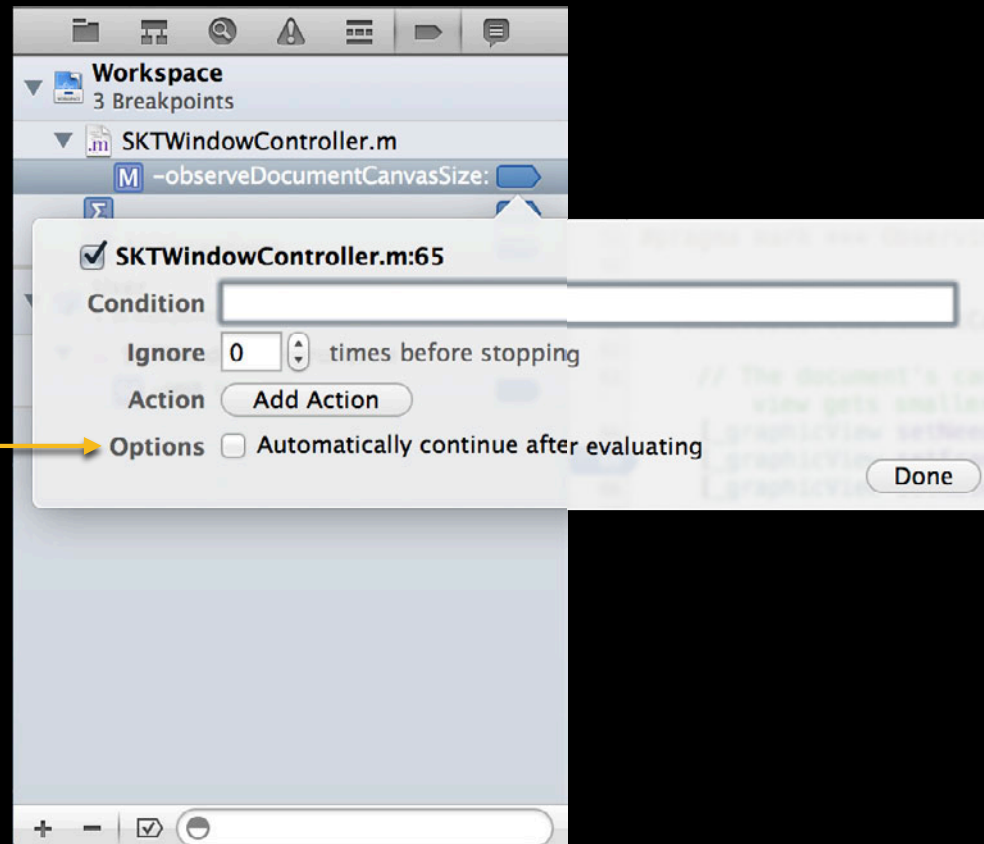 Workspace
3 Breakpoints
.m SKTWindowController.m
M -observeDocumentCanvasSize:
Σ
SKTWindowController.m:65
Condition
Ignore 0 times before stopping
Action Add Action
Options Automatically continue after evaluating
Done